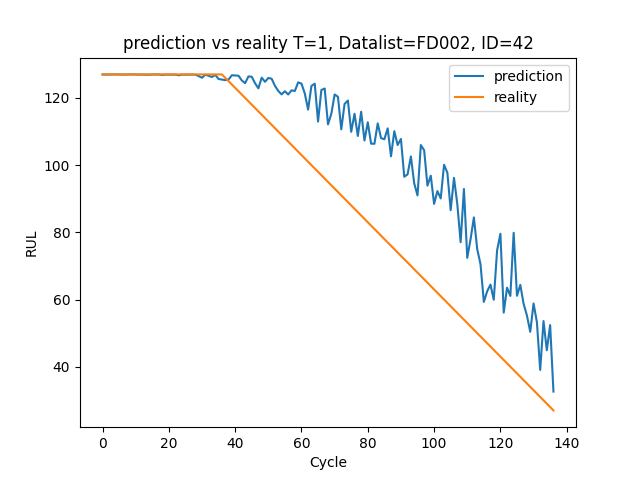 prediction vs reality T=1, Datalist=FD002, ID=42
prediction
reality
RUL
120
100
80
60
40
0 20 40 60 80 100 120 140
Cycle